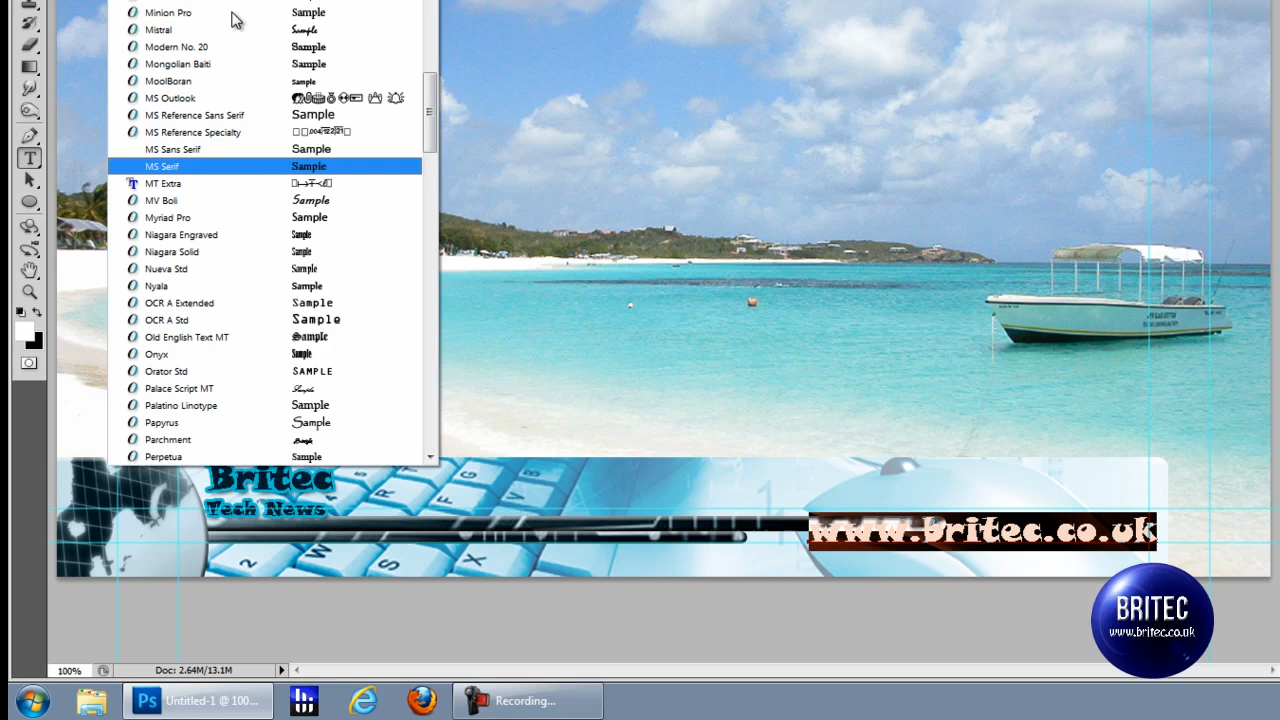 Minion Pro Sample
Mistral Sample
Modern No. 20 Sample
Mongolian Baiti Sample
MoolBoran Sample
MS Outlook
MS Reference Sans Serif Sample
MS Reference Specialty
MS Sans Serif Sample
MS Serif Sample
MT Extra
MV Boli Sample
Myriad Pro Sample
Niagara Engraved Sample
Niagara Solid Sample
Nueva Std Sample
Nyala Sample
OCR A Extended Sample
OCR A Std Sample
Old English Text MT Sample
Onyx Sample
Orator Std SAMPLE
Palace Script MT Sample
Palatino Linotype Sample
Papyrus Sample
Parchment
Perpetua Sample
Britec
Tech News
www.britec.co.uk
BRITEC
www.britec.co.uk
100% Doc: 2.64M/13.1M
Ps Untitled-1 @ 100... Recording...